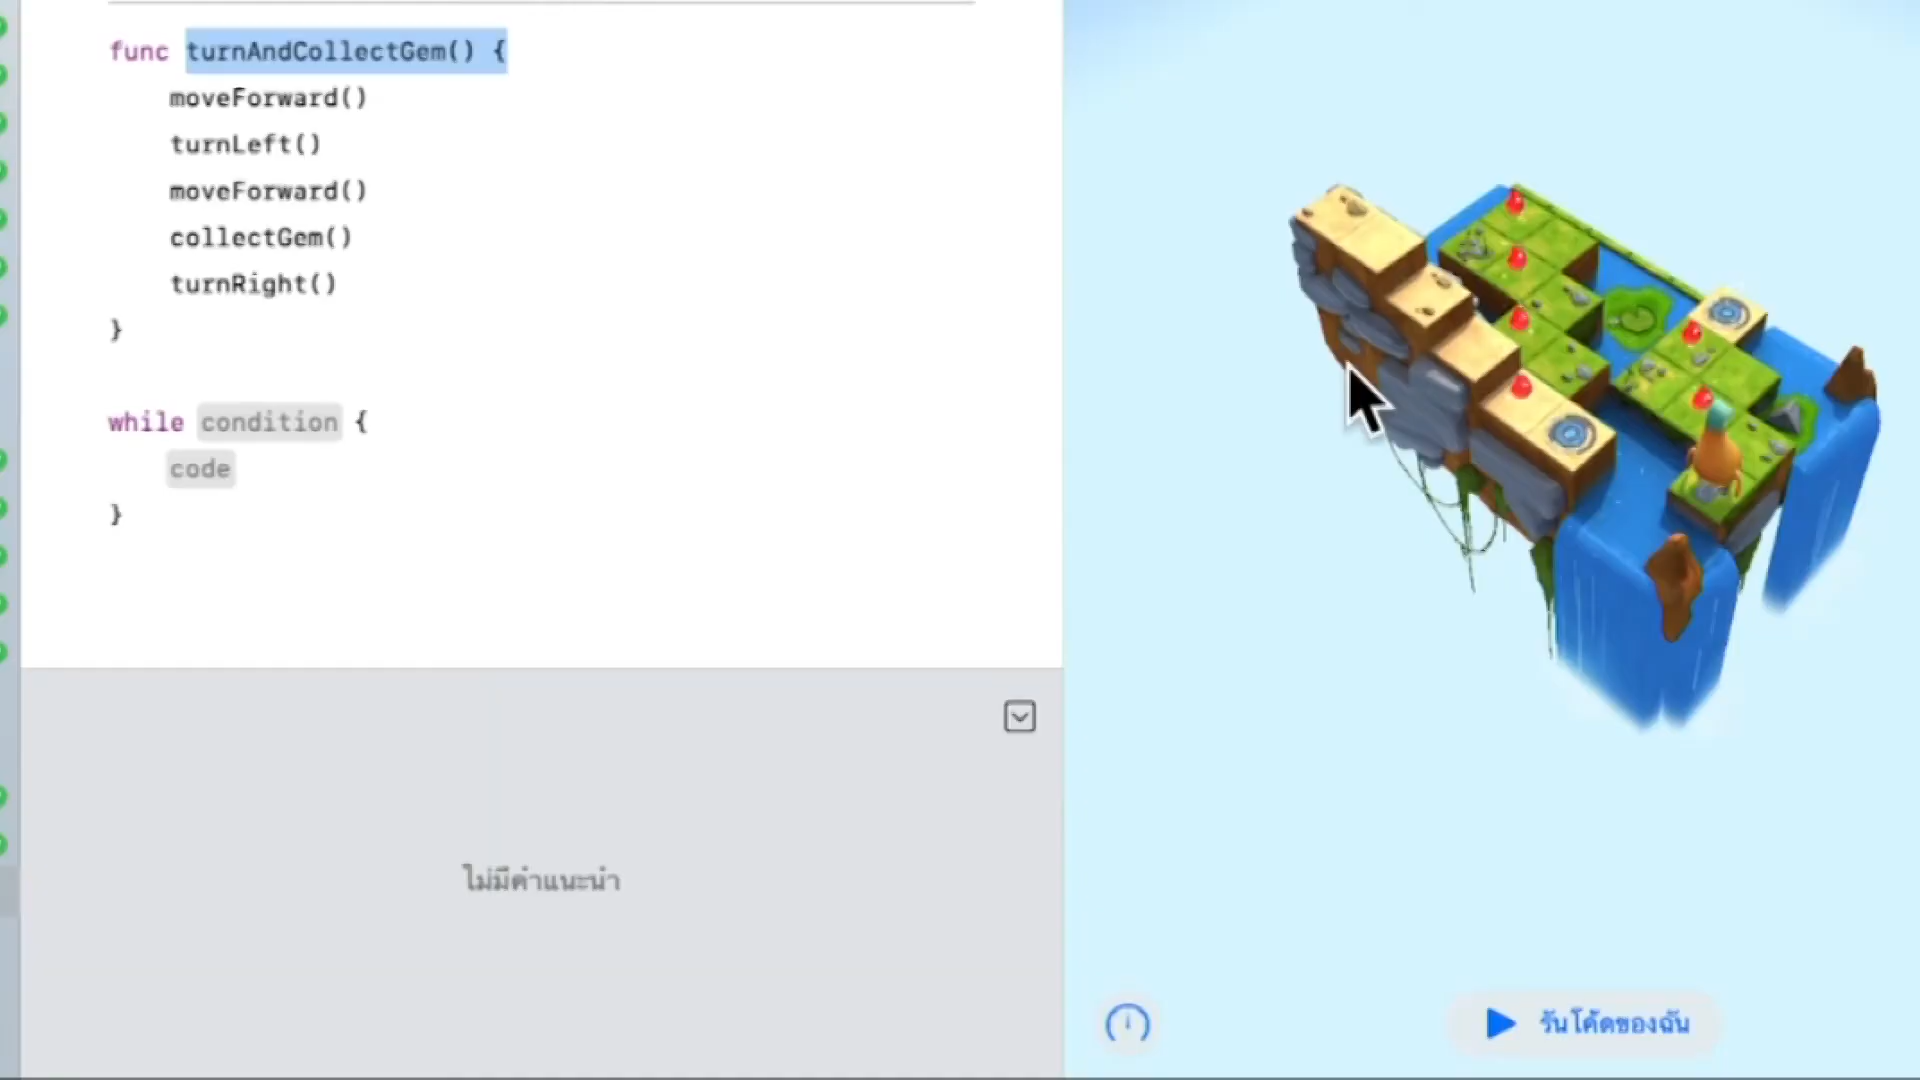 func turnAndCollectGem() {
moveForward()
turnLeft()
moveForward()
collectGem()
turnRight()
}
while condition {
code
}
ไม่มีคำแนะนำ
รันโค้ดของฉัน